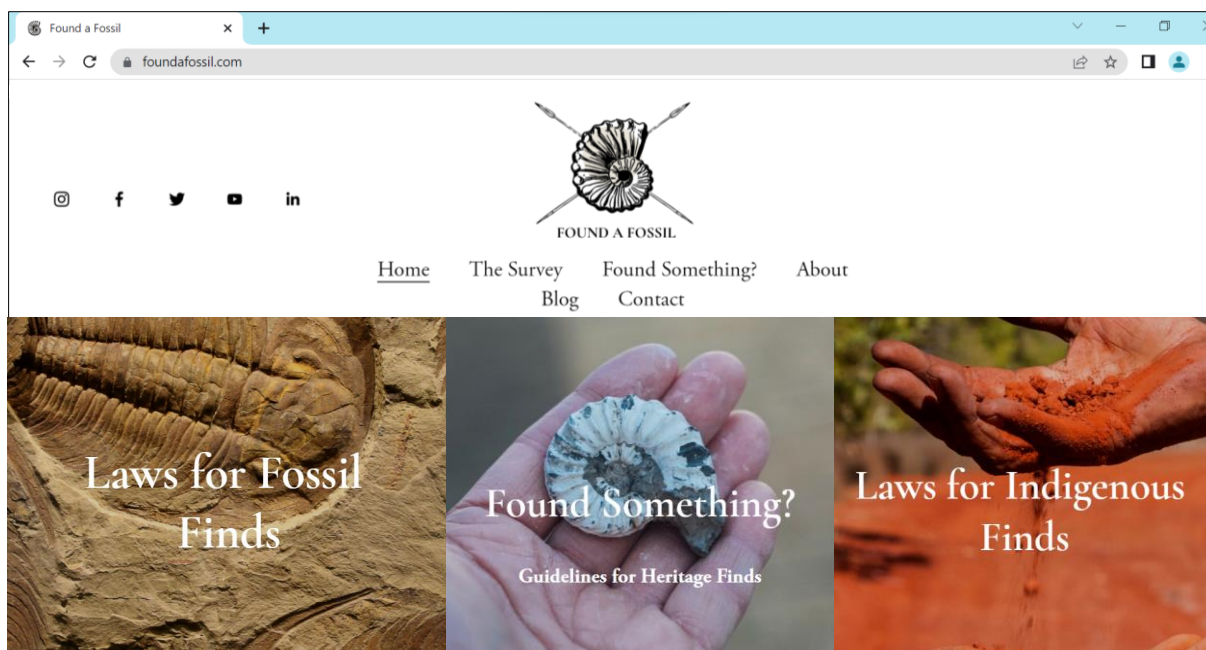 Found a Fossil
foundafossil.com
FOUND A FOSSIL
Home The Survey Found Something? About
Blog Contact
Laws for Fossil
Finds
Found Something?
Guidelines for Heritage Finds
Laws for Indigenous
Finds